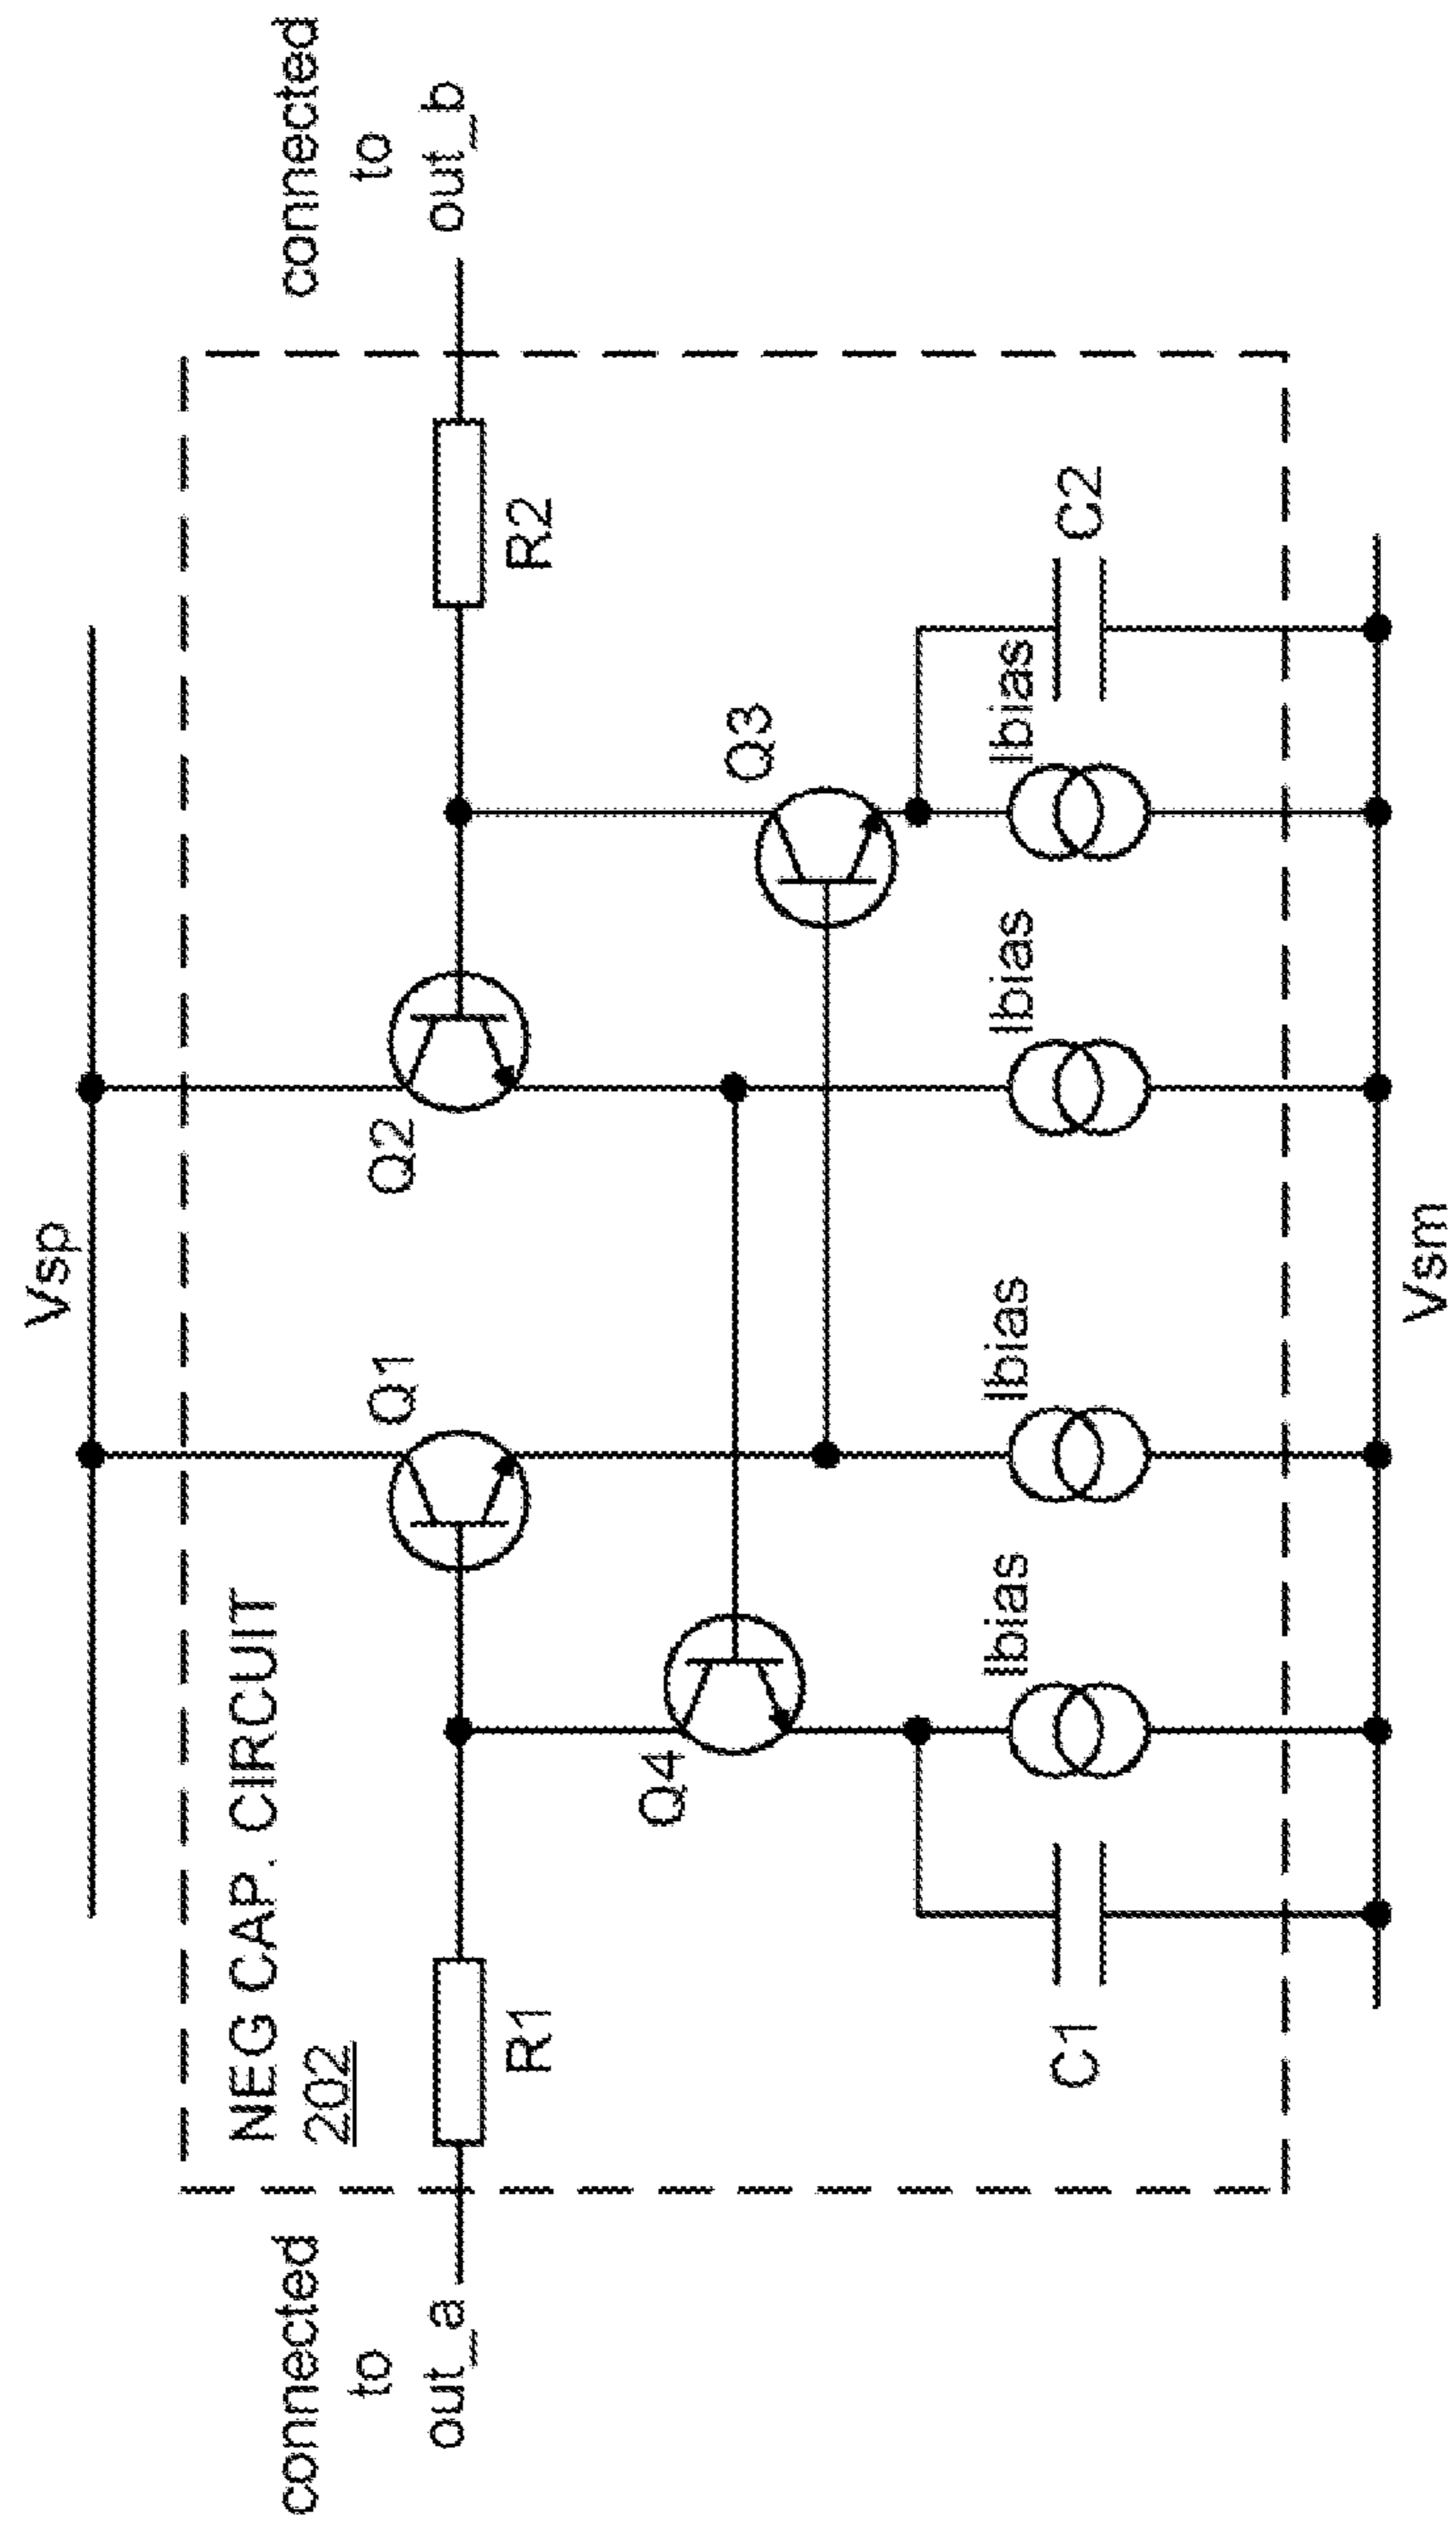 Vsp
NEG CAP. CIRCUIT
202
connected
to
out_a
connected
to
out_b
R1
R2
Q1
Q2
Q4
Q3
Ibias
Ibias
Ibias
Ibias
C1
C2
Vsm